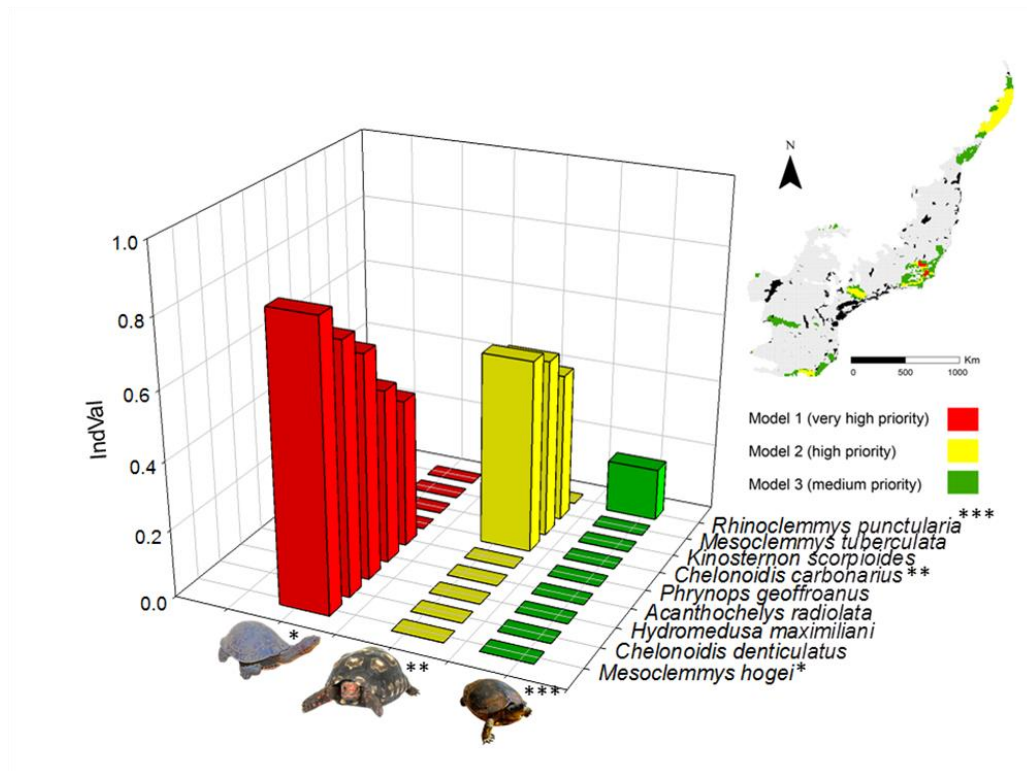 N
Km
0 500 1000
Model 1 (very high priority)
Model 2 (high priority)
Model 3 (medium priority)
IndVal
1.0
0.8
0.6
0.4
0.2
0.0
Rhinoclemmys punctularia***
Mesoclemmys tuberculata
Kinosternon scorpioides
Chelonoidis carbonarius**
Phrynops geoffroanus
Acanthochelys radiolata
Hydromedusa maximiliani
Chelonoidis denticulatus
Mesoclemmys hogei*
*
**
***